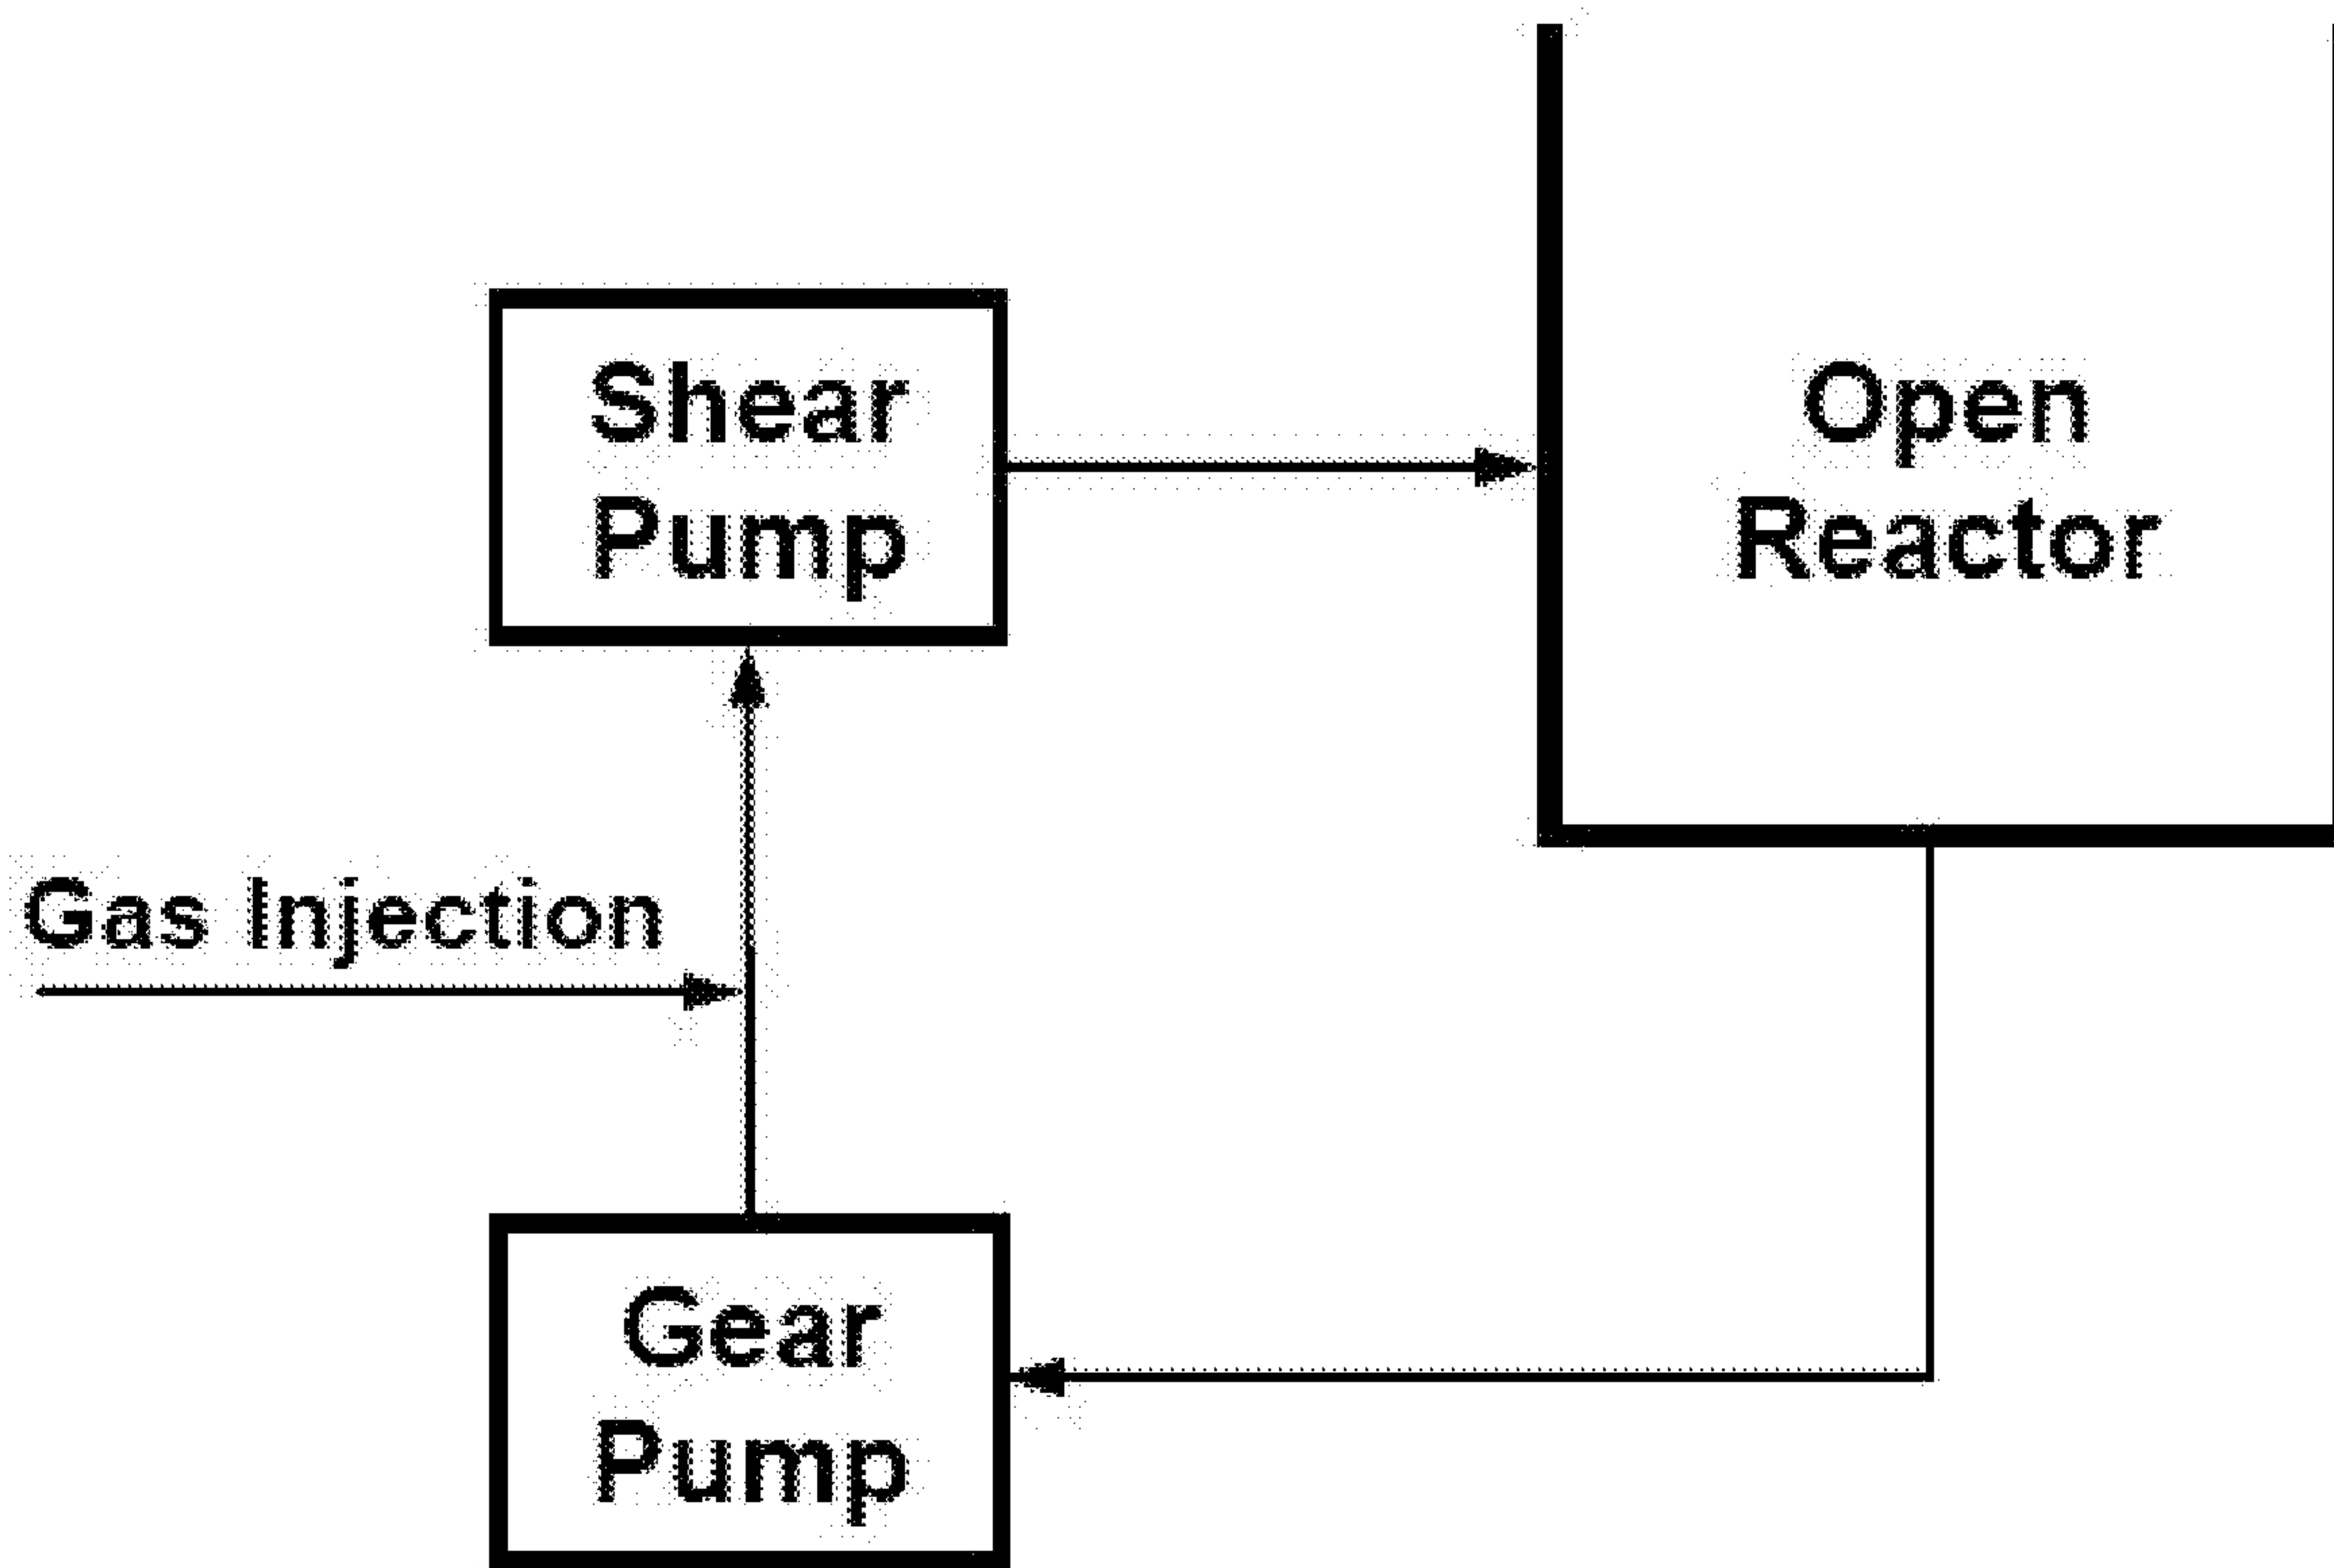 Shear
Pump
Open
Reactor
Gas Injection
Gear
Pump